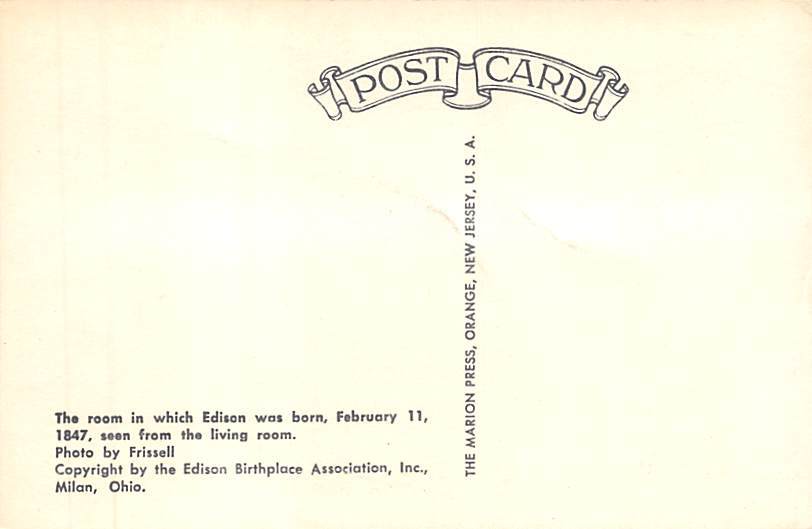 POST CARD
THE MARION PRESS, ORANGE, NEW JERSEY, U. S. A.
The room in which Edison was born, February 11,
1847, seen from the living room.
Photo by Frissell
Copyright by the Edison Birthplace Association, Inc.,
Milan, Ohio.